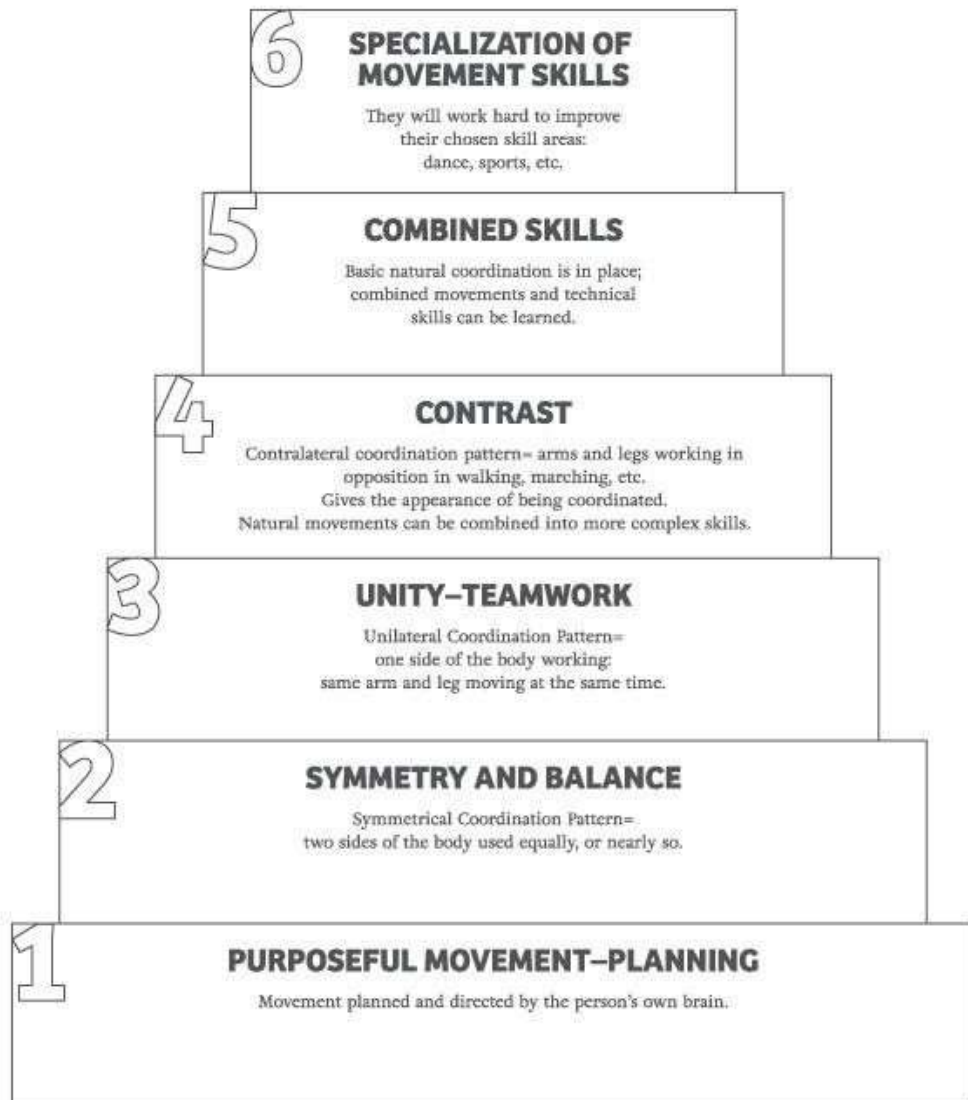 6
SPECIALIZATION OF
MOVEMENT SKILLS
They will work hard to improve
their chosen skill areas:
dance, sports, etc.
5
COMBINED SKILLS
Basic natural coordination is in place;
combined movements and technical
skills can be learned.
4
CONTRAST
Contralateral coordination pattern= arms and legs working in
opposition in walking, marching, etc.
Gives the appearance of being coordinated.
Natural movements can be combined into more complex skills.
3
UNITY–TEAMWORK
Unilateral Coordination Pattern=
one side of the body working:
same arm and leg moving at the same time.
2
SYMMETRY AND BALANCE
Symmetrical Coordination Pattern=
two sides of the body used equally, or nearly so.
1
PURPOSEFUL MOVEMENT–PLANNING
Movement planned and directed by the person's own brain.